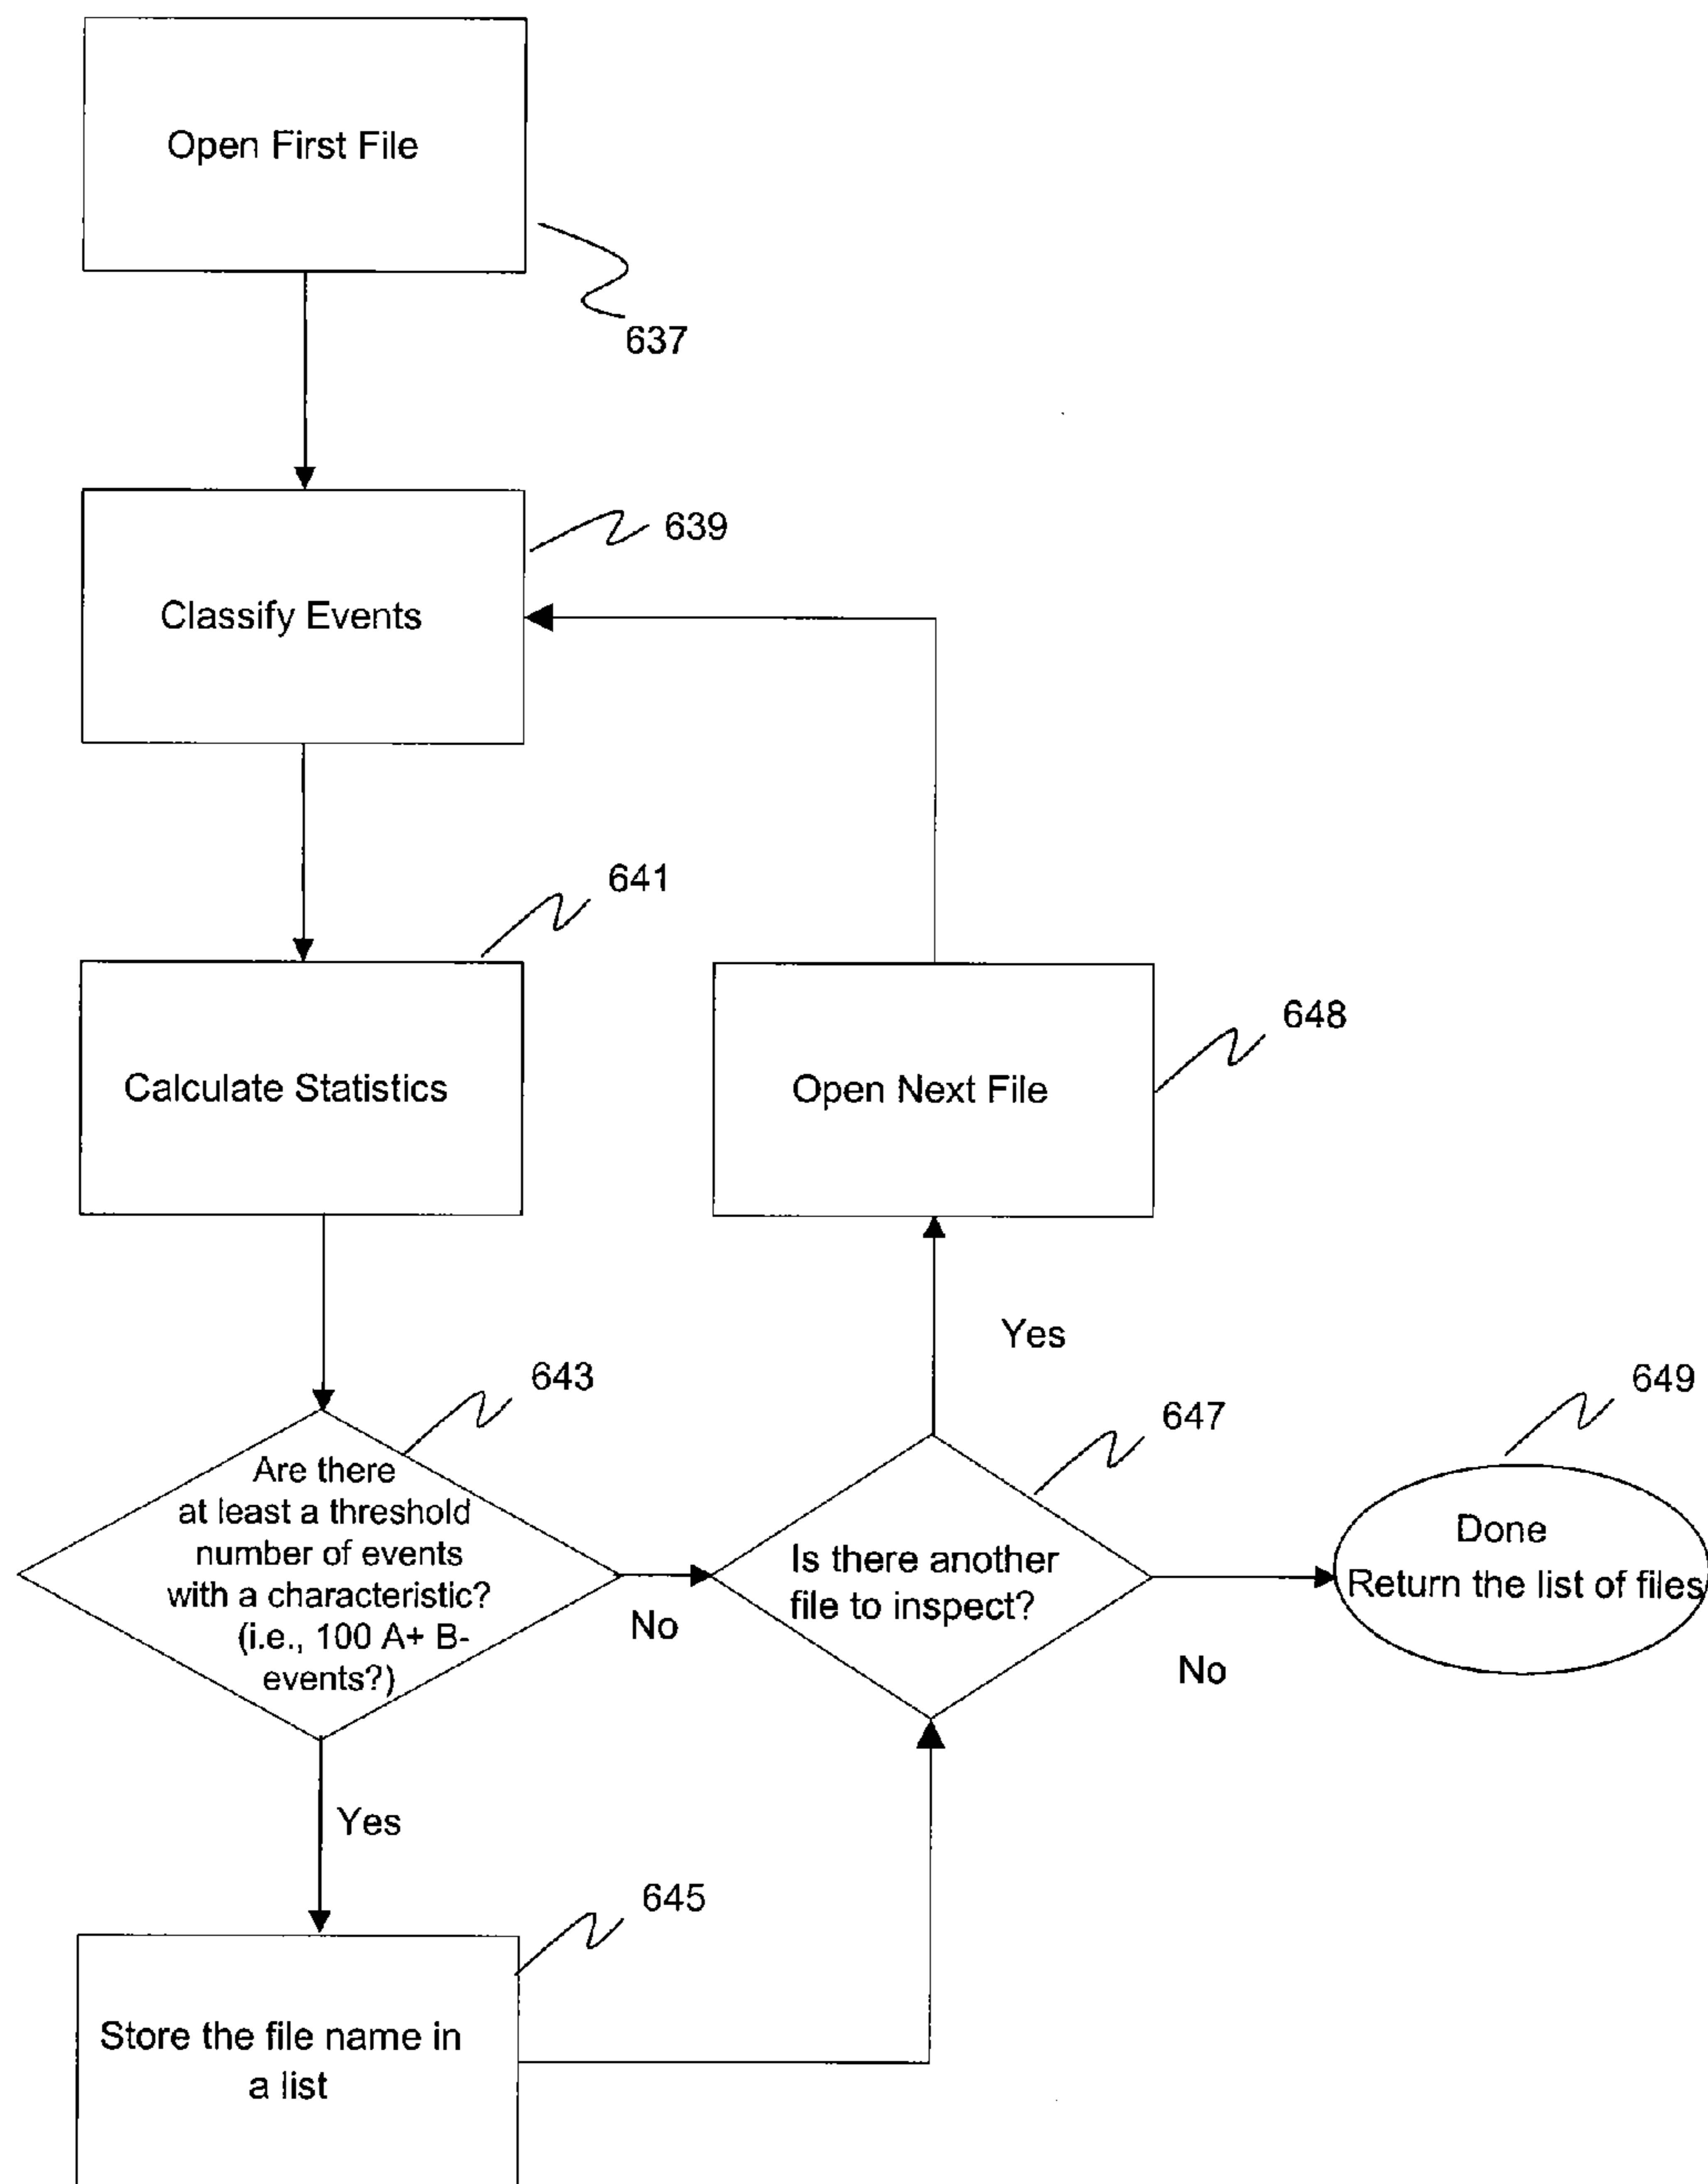 Open First File
637
Classify Events
639
641
Calculate Statistics
Open Next File
648
Yes
643
Are there
at least a threshold
number of events
with a characteristic?
(i.e., 100 A+ B-
events?)
No
647
Is there another
file to inspect?
No
649
Done
Return the list of files
Yes
645
Store the file name in
a list